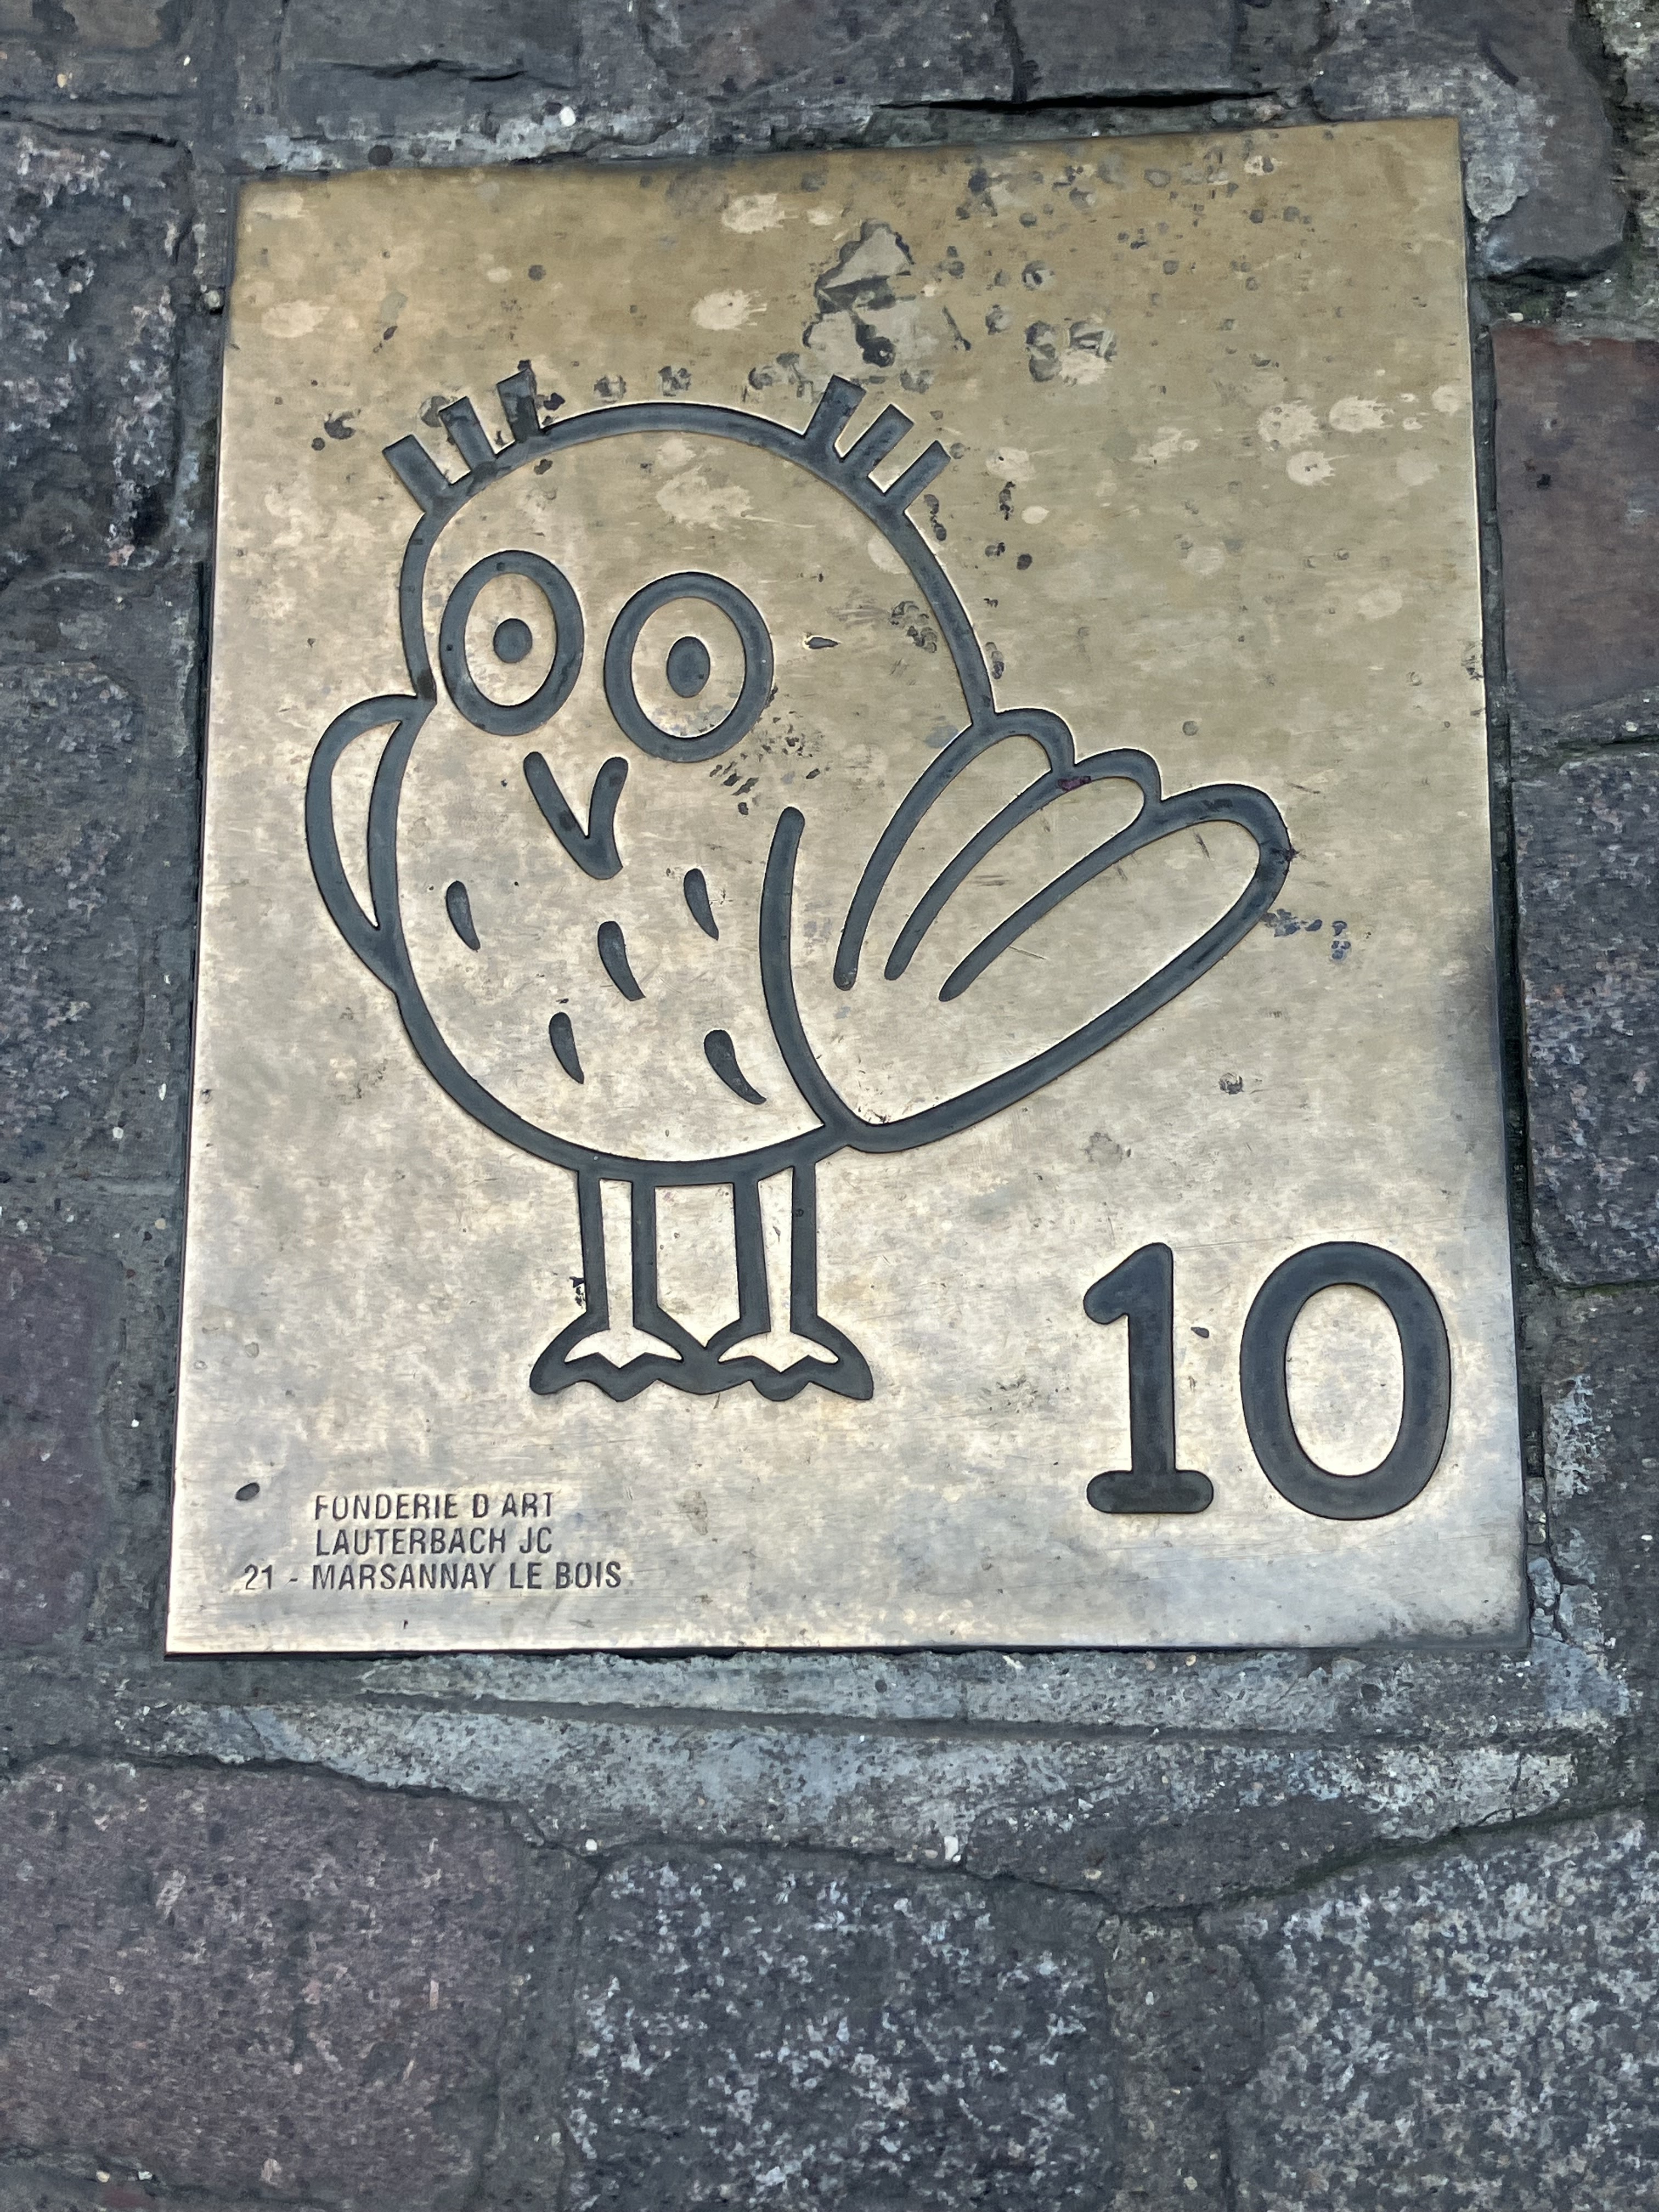 10
FONDERIE D ART
LAUTERBACH JC
21 - MARSANNAY LE BOIS